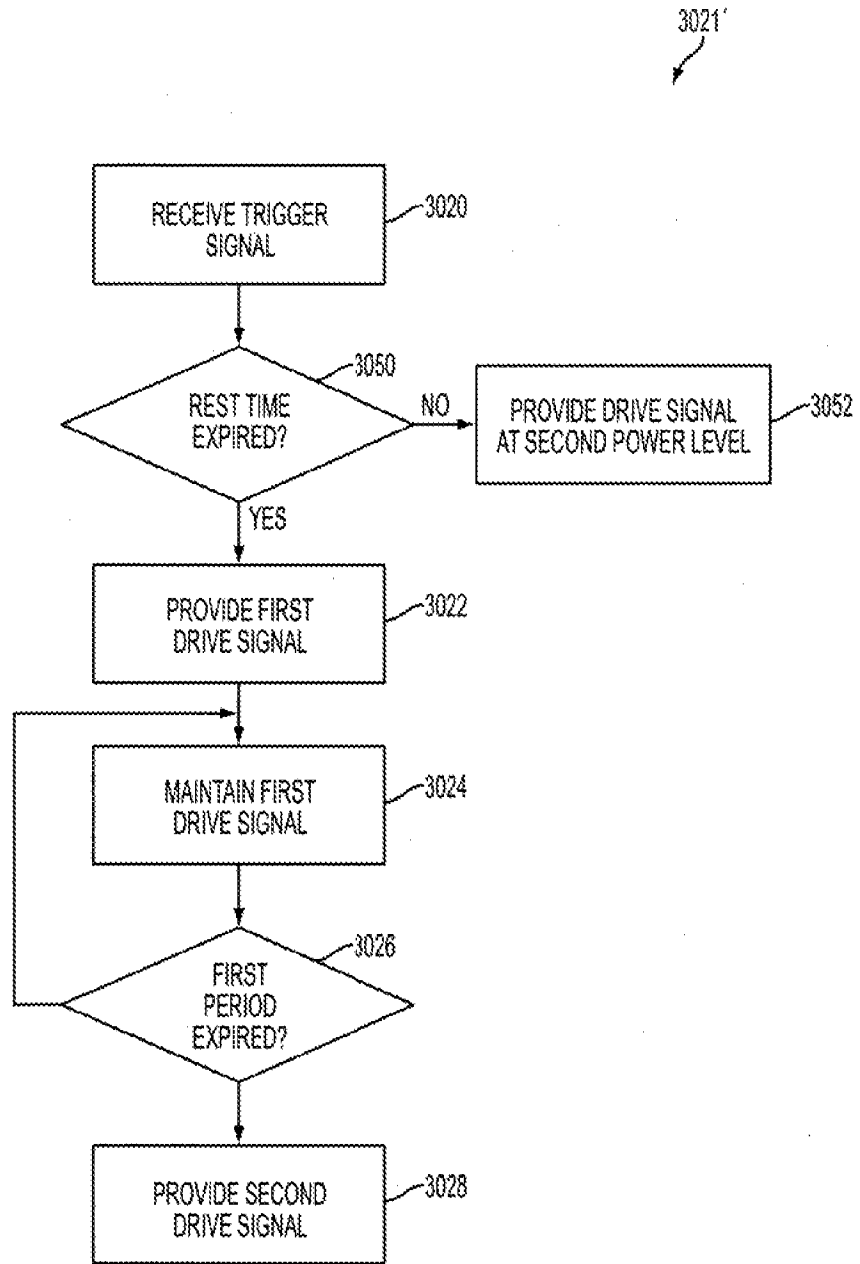 3021'
RECEIVE TRIGGER
SIGNAL
3020
REST TIME
EXPIRED?
3050
NO
PROVIDE DRIVE SIGNAL
AT SECOND POWER LEVEL
3052
YES
PROVIDE FIRST
DRIVE SIGNAL
3022
MAINTAIN FIRST
DRIVE SIGNAL
3024
FIRST
PERIOD
EXPIRED?
3026
PROVIDE SECOND
DRIVE SIGNAL
3028